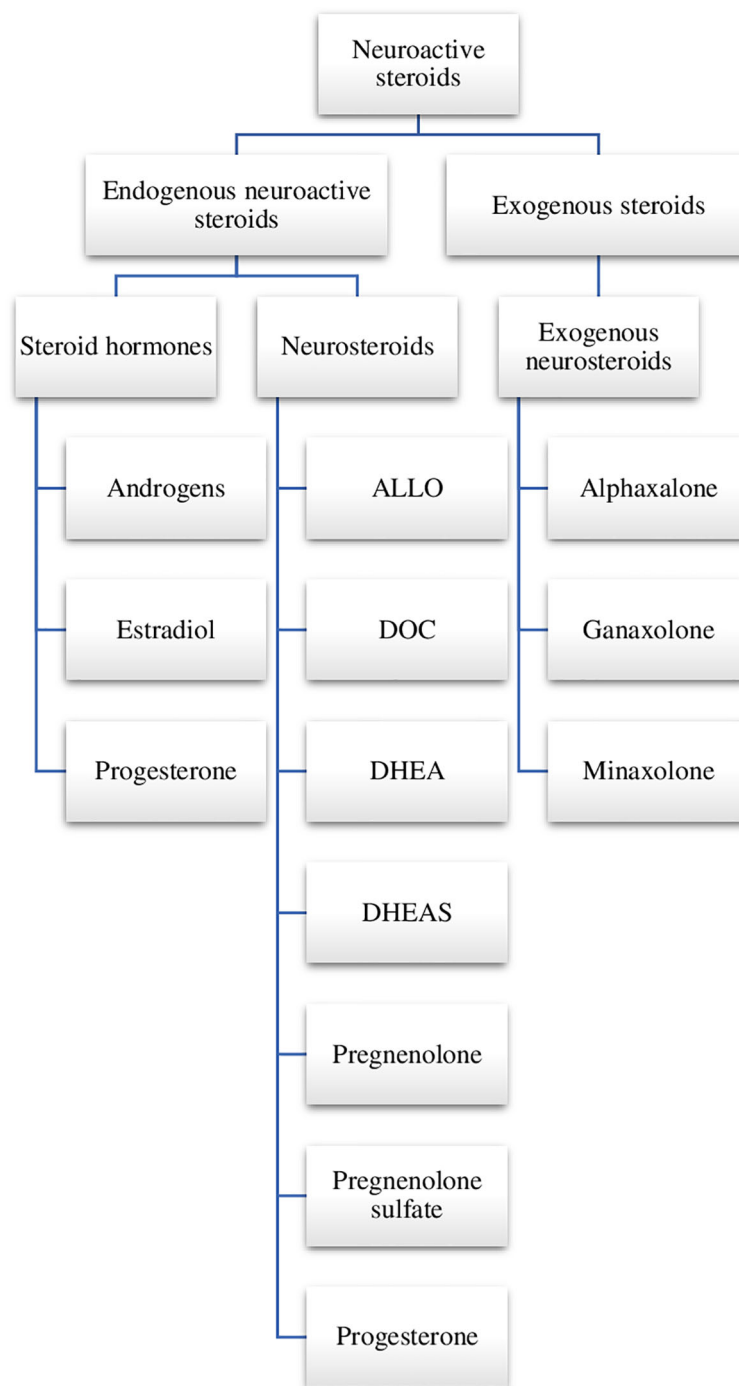 Neuroactive
steroids
Endogenous neuroactive
steroids
Exogenous steroids
Steroid hormones
Neurosteroids
Exogenous
neurosteroids
Androgens
ALLO
Alphaxalone
Estradiol
DOC
Ganaxolone
Progesterone
DHEA
Minaxolone
DHEAS
Pregnenolone
Pregnenolone
sulfate
Progesterone